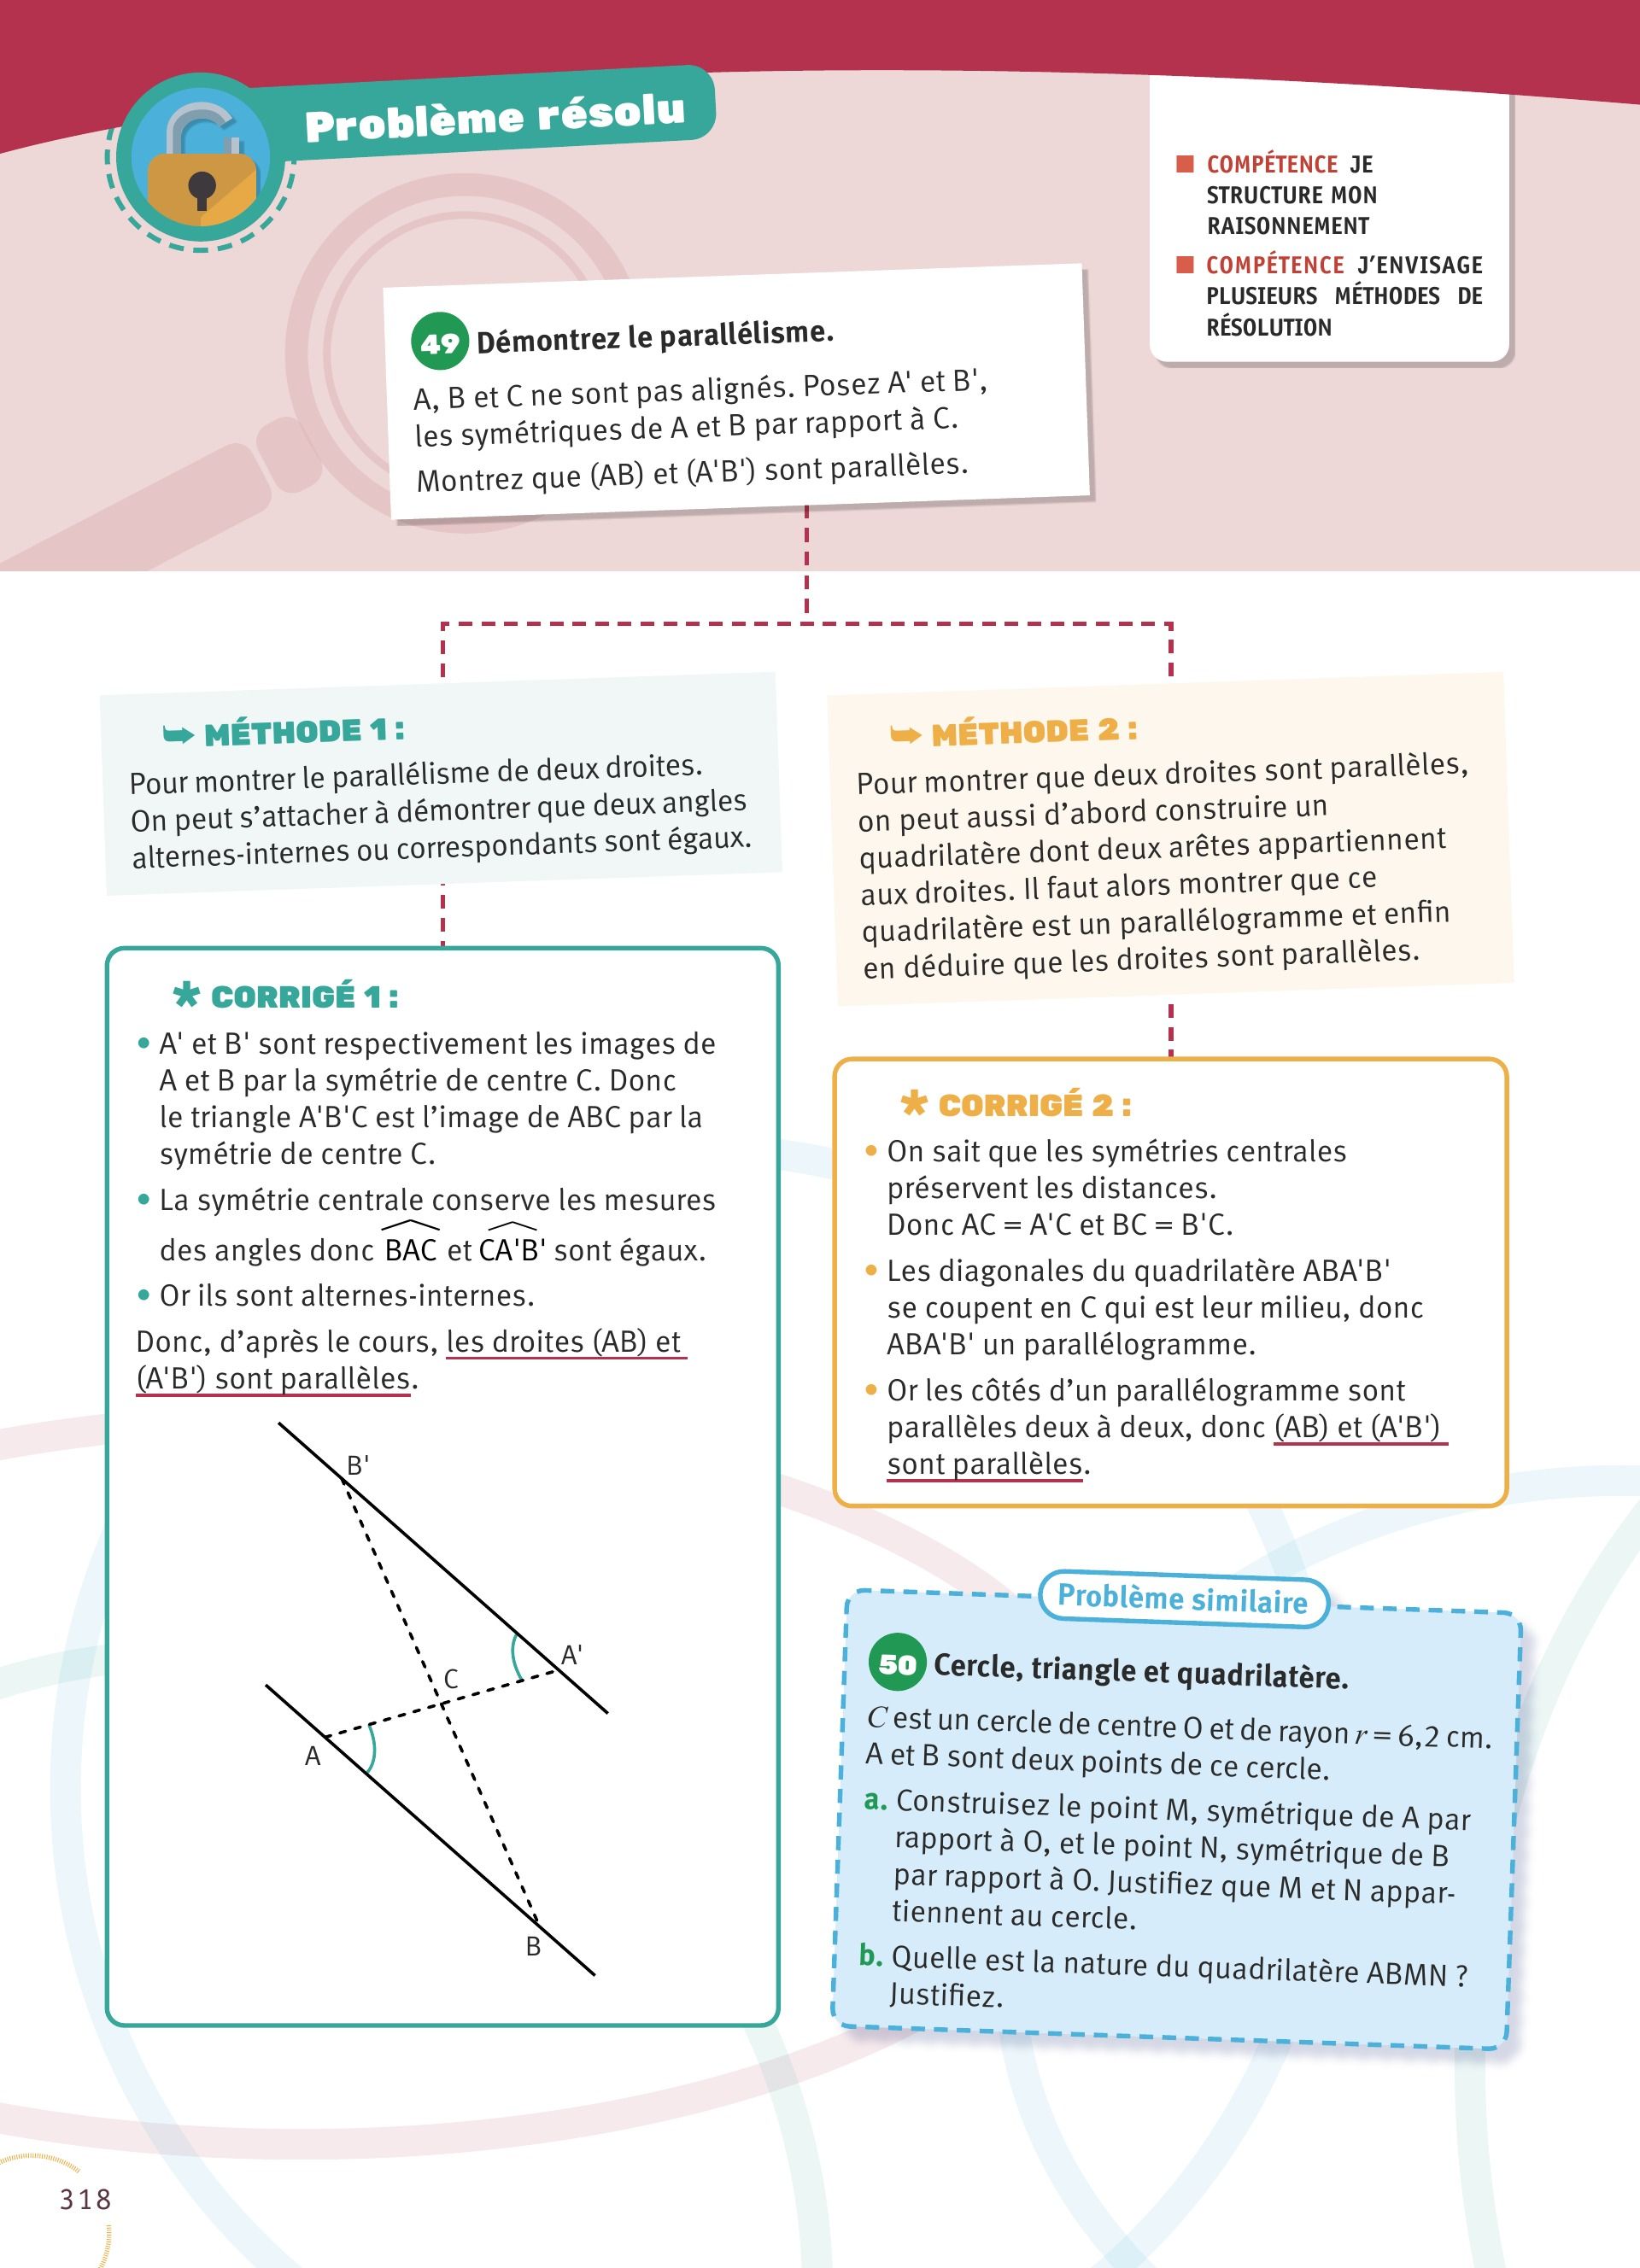 Problème résolu
■ COMPÉTENCE JE
STRUCTURE MON
RAISONNEMENT
■ COMPÉTENCE J’ENVISAGE
PLUSIEURS MÉTHODES DE
RÉSOLUTION
49 Démontrez le parallélisme.
A, B et C ne sont pas alignés. Posez A' et B',
les symétriques de A et B par rapport à C.
Montrez que (AB) et (A'B') sont parallèles.
➥ MÉTHODE 1 :
Pour montrer le parallélisme de deux droites.
On peut s’attacher à démontrer que deux angles
alternes-internes ou correspondants sont égaux.
* CORRIGÉ 1 :
• A' et B' sont respectivement les images de
A et B par la symétrie de centre C. Donc
le triangle A'B'C est l’image de ABC par la
symétrie de centre C.
• La symétrie centrale conserve les mesures
des angles donc BAC et CA'B' sont égaux.
• Or ils sont alternes-internes.
Donc, d’après le cours, les droites (AB) et
(A'B') sont parallèles.
B'
A'
C
A
B
➥ MÉTHODE 2 :
Pour montrer que deux droites sont parallèles,
on peut aussi d’abord construire un
quadrilatère dont deux arêtes appartiennent
aux droites. Il faut alors montrer que ce
quadrilatère est un parallélogramme et enfin
en déduire que les droites sont parallèles.
* CORRIGÉ 2 :
• On sait que les symétries centrales
préservent les distances.
Donc AC = A'C et BC = B'C.
• Les diagonales du quadrilatère ABA'B'
se coupent en C qui est leur milieu, donc
ABA'B' un parallélogramme.
• Or les côtés d’un parallélogramme sont
parallèles deux à deux, donc (AB) et (A'B')
sont parallèles.
Problème similaire
50 Cercle, triangle et quadrilatère.
C est un cercle de centre O et de rayon r = 6,2 cm.
A et B sont deux points de ce cercle.
a. Construisez le point M, symétrique de A par
rapport à O, et le point N, symétrique de B
par rapport à O. Justifiez que M et N appar-
tiennent au cercle.
b. Quelle est la nature du quadrilatère ABMN ?
Justifiez.
318